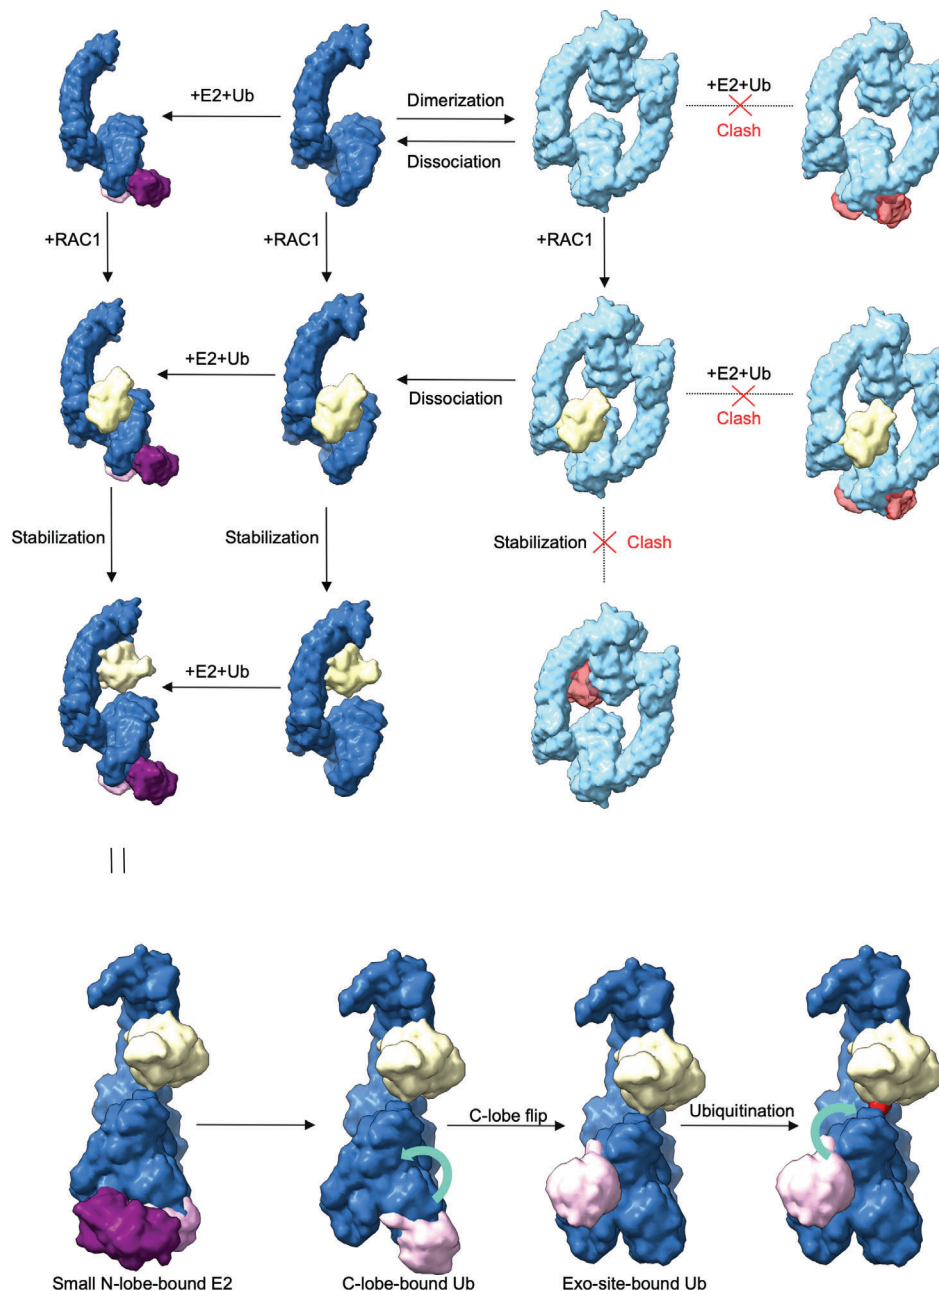 +E2+Ub
Dimerization
Dissociation
+E2+Ub
Clash
+RAC1
+RAC1
+RAC1
+E2+Ub
Dissociation
+E2+Ub
Clash
Stabilization
Stabilization
Stabilization
Clash
+E2+Ub
C-lobe flip
Ubiquitination
Small N-lobe-bound E2
C-lobe-bound Ub
Exo-site-bound Ub